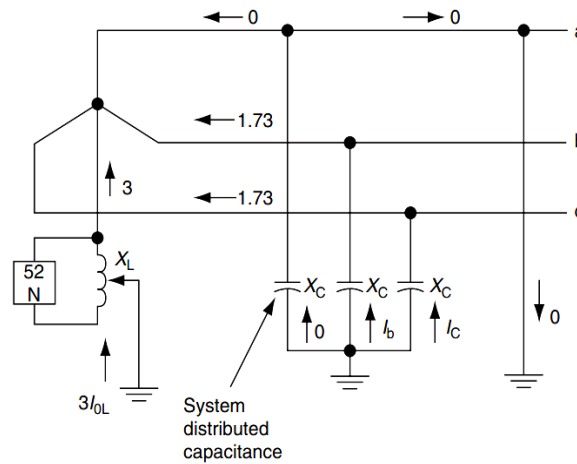 0
0
a
1.73
b
3
1.73
c
52
N
XL
XC
XC
XC
0
Ib
IC
0
3I0L
System
distributed
capacitance